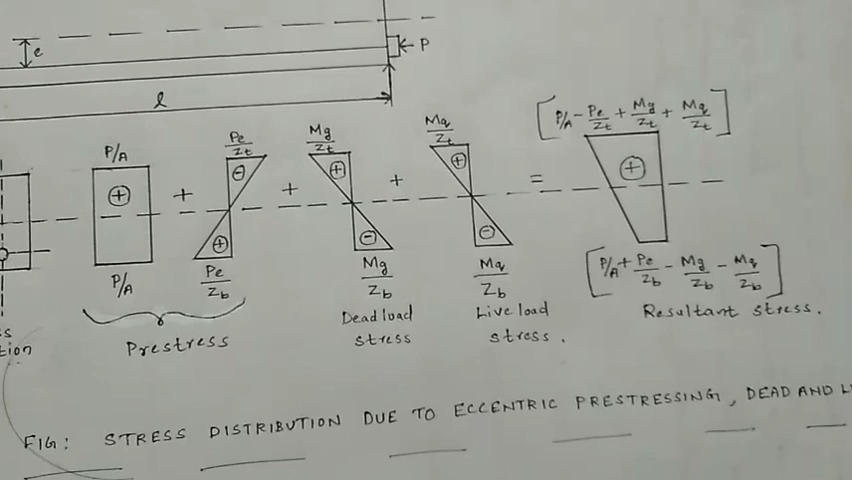 e
P
l
P/A
Pe/Zt
Mg/Zt
Mq/Zt
[P/A - Pe/Zt + Mg/Zt + Mq/Zt]
⊕ + ⊖ + ⊕ + ⊕ = ⊕
⊕ ⊖ ⊖
P/A
Pe/Zb
Mg/Zb
Mq/Zb
[P/A + Pe/Zb - Mg/Zb - Mq/Zb]
Prestress
Dead load
stress
Live load
stress.
Resultant stress.
FIG: STRESS DISTRIBUTION DUE TO ECCENTRIC PRESTRESSING, DEAD AND L